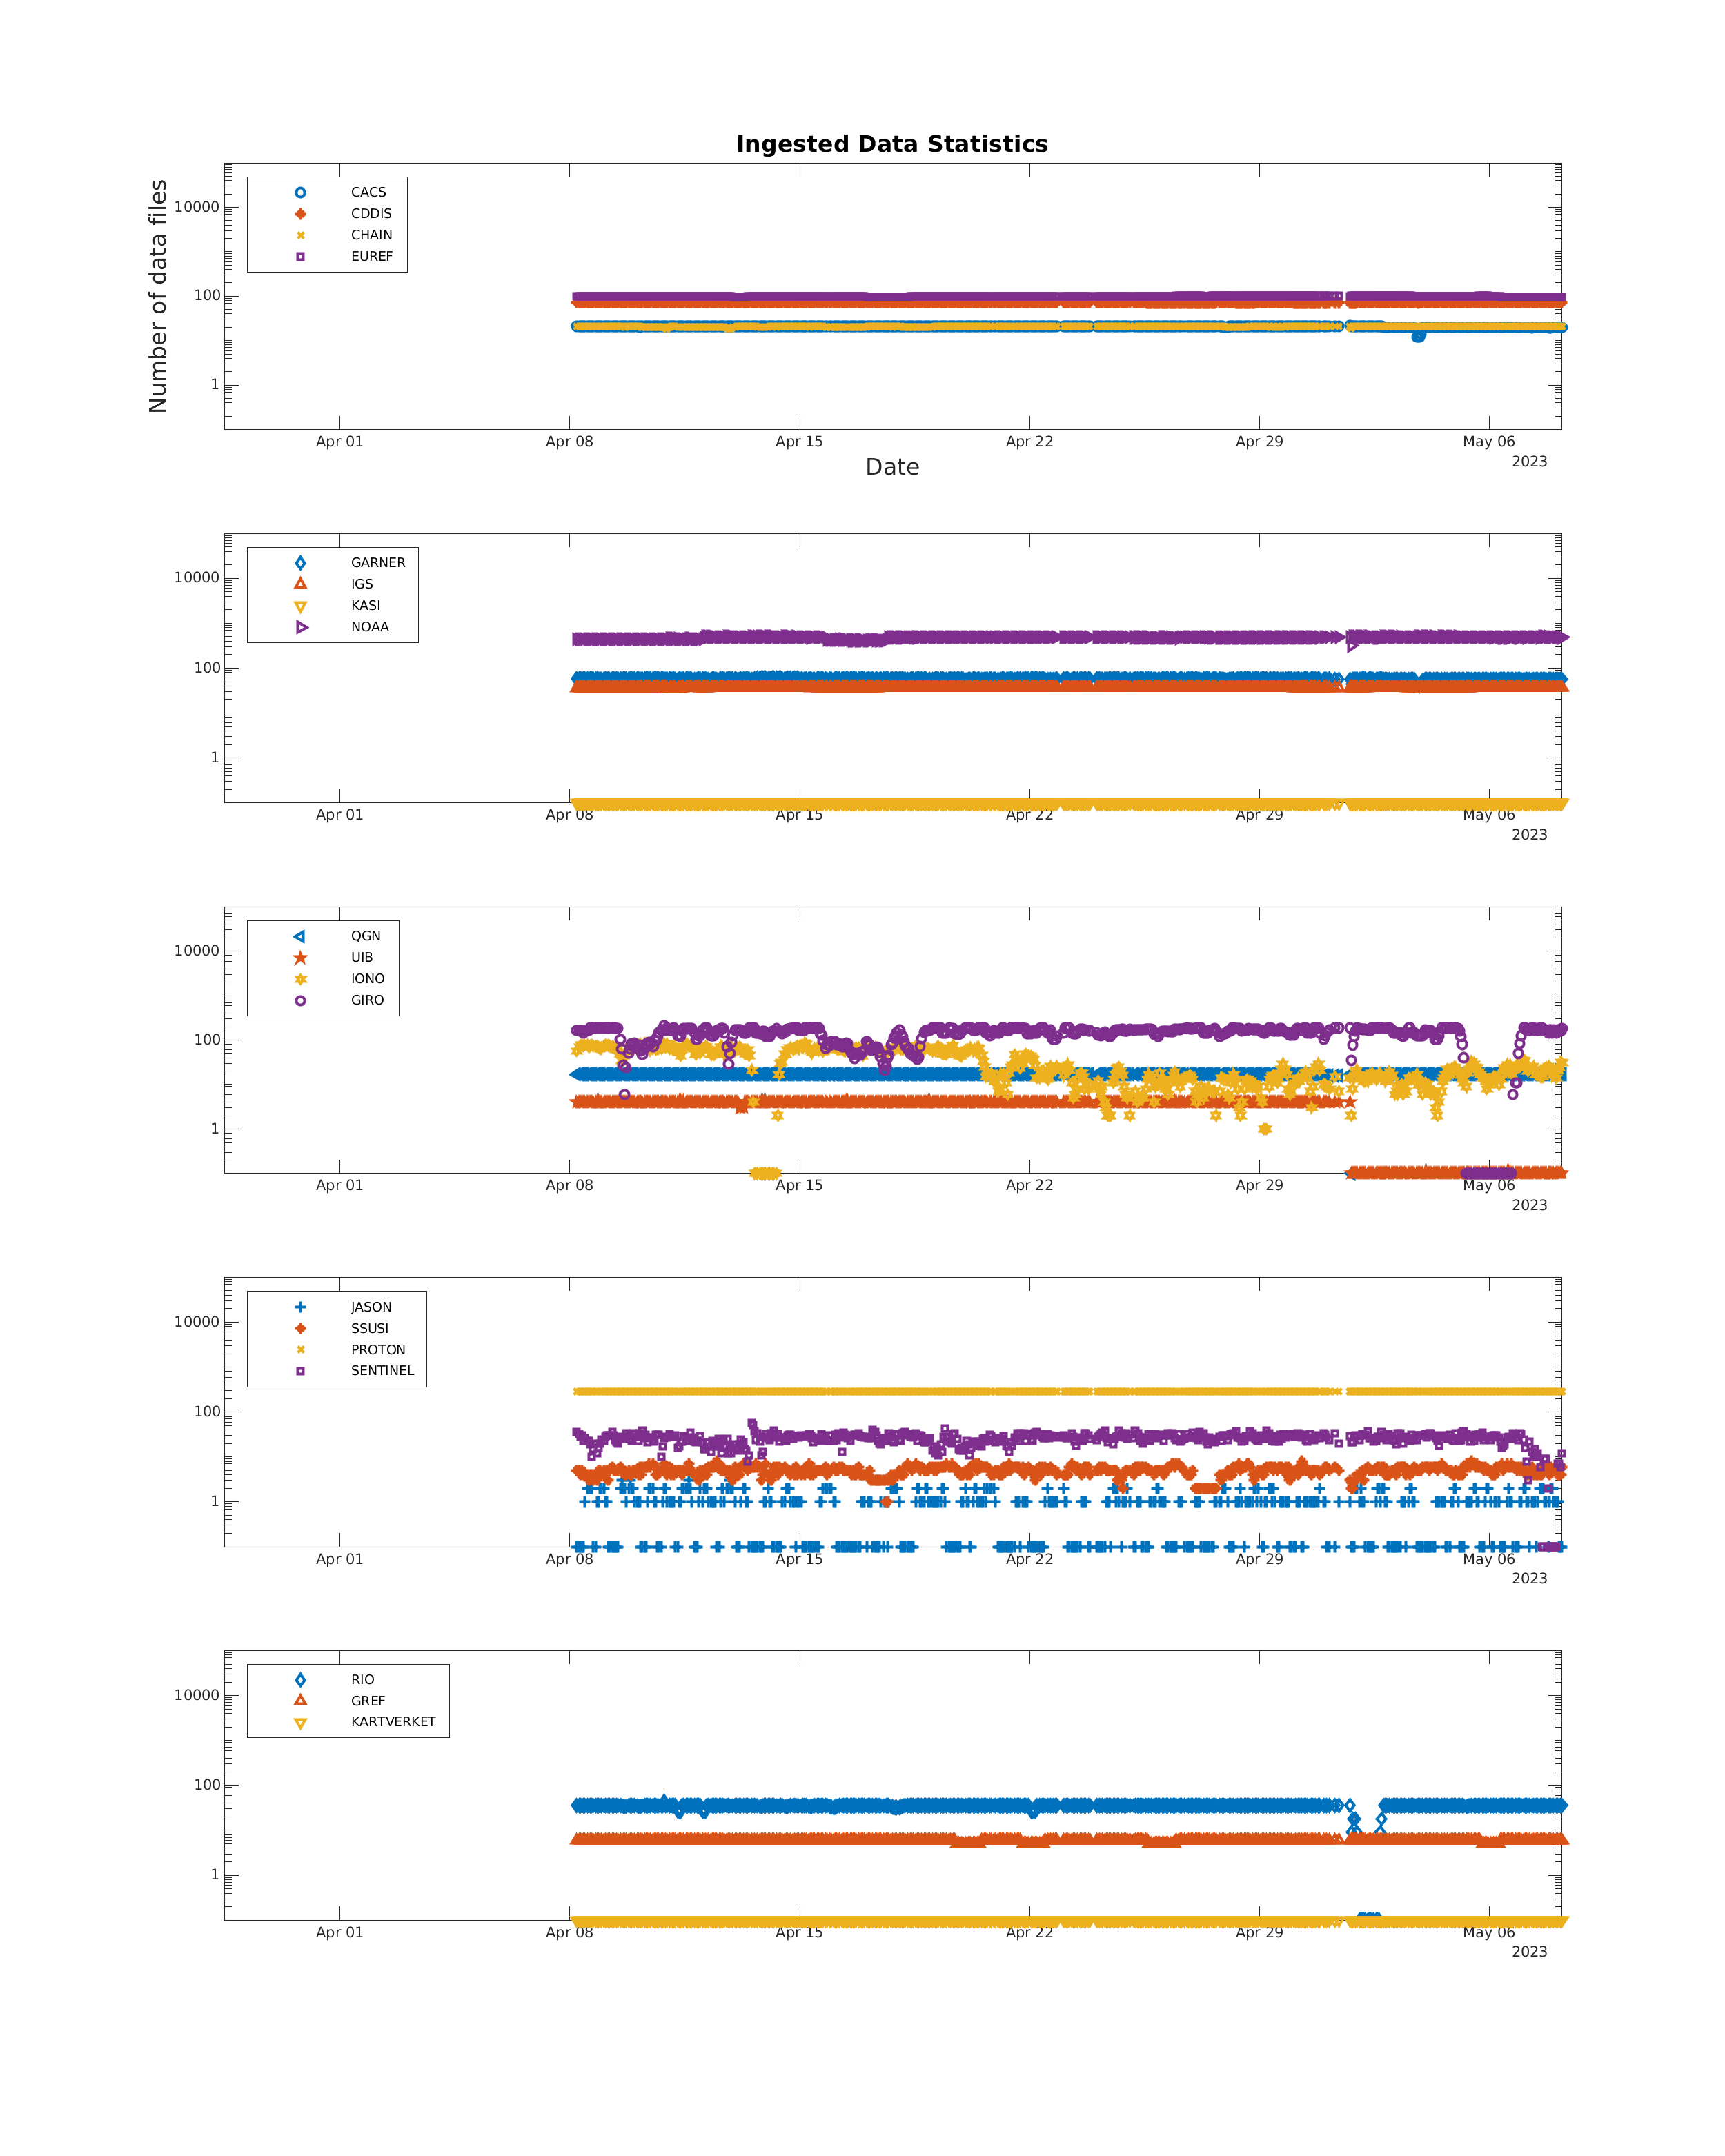 Ingested Data Statistics
Number of data files
10000
100
1
CACS
CDDIS
CHAIN
EUREF
Apr 01 Apr 08 Apr 15 Apr 22 Apr 29 May 06
2023
Date
10000
100
1
GARNER
IGS
KASI
NOAA
Apr 01 Apr 08 Apr 15 Apr 22 Apr 29 May 06
2023
10000
100
1
QGN
UIB
IONO
GIRO
Apr 01 Apr 08 Apr 15 Apr 22 Apr 29 May 06
2023
10000
100
1
JASON
SSUSI
PROTON
SENTINEL
Apr 01 Apr 08 Apr 15 Apr 22 Apr 29 May 06
2023
10000
100
1
RIO
GREF
KARTVERKET
Apr 01 Apr 08 Apr 15 Apr 22 Apr 29 May 06
2023